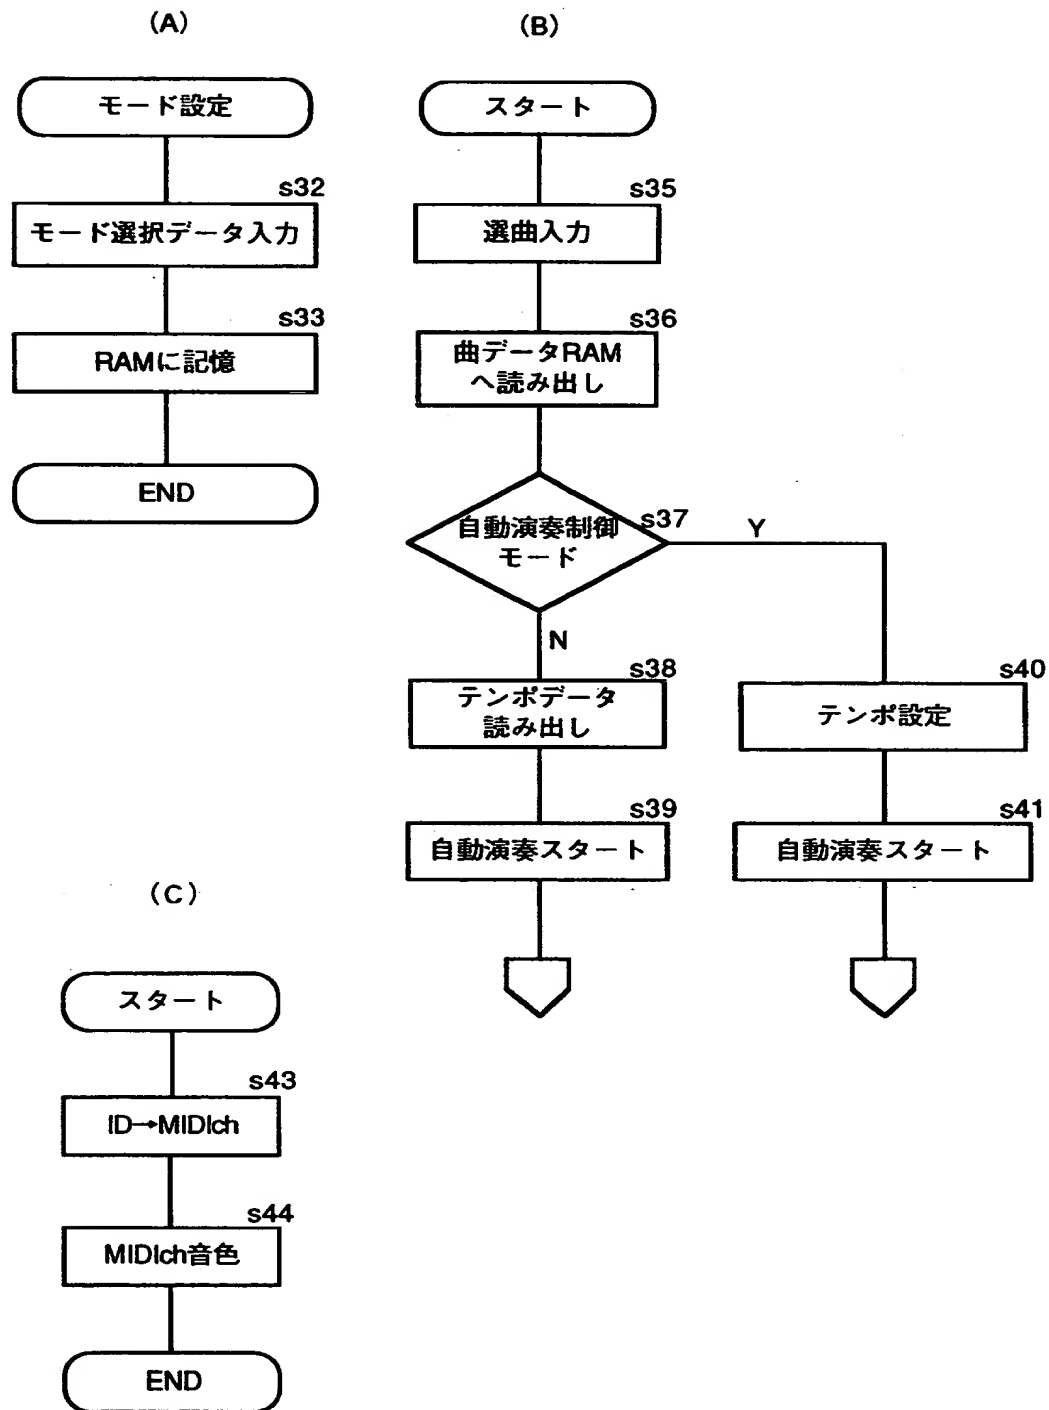 (A)
モード設定
s32
モード選択データ入力
s33
RAMに記憶
END
(B)
スタート
s35
選曲入力
s36
曲データRAM
へ読み出し
s37
自動演奏制御
モード
Y
N
s38
テンポデータ
読み出し
s39
自動演奏スタート
s40
テンポ設定
s41
自動演奏スタート
(C)
スタート
s43
ID→MIDIch
s44
MIDIch音色
END